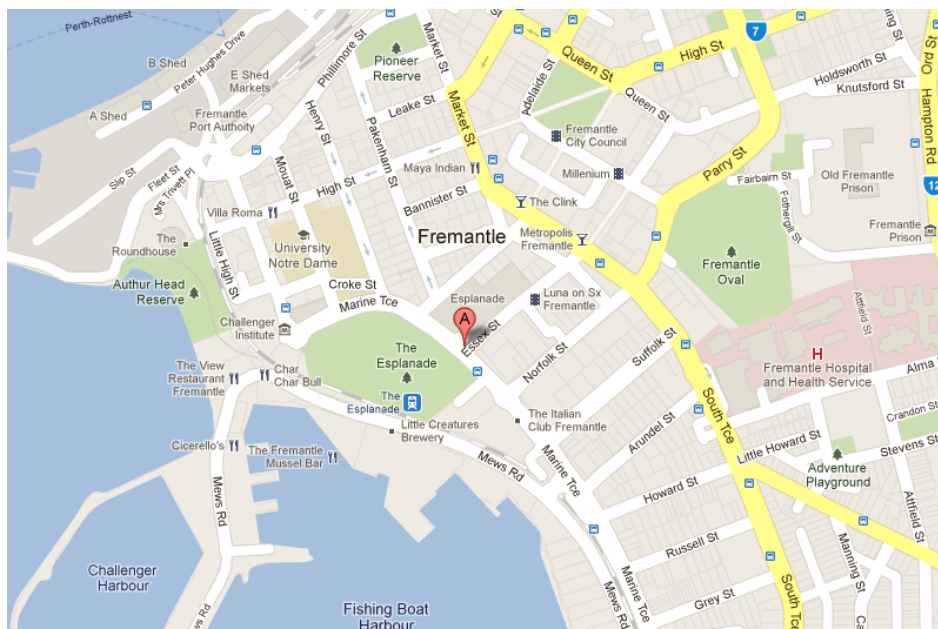 Perth-Rottnest
B Shed
Peter Hughes Drive
E Shed
Markets
A Shed
Fremantle
Port Authoity
Phillimore St
Pioneer
Reserve
Market St
Leake St
Henry St
Pakenham St
Market St
Adelaide St
Queen St
High St
7
Queen St
Holdsworth St
Knutsford St
Manning St
Ord St
Hampton Rd
Slip St
Fleet St
Mrs Trivett Pl
Mouat St
High St
Maya Indian
Bannister St
Fremantle
City Council
Millenium
The Clink
Metropolis
Fremantle
Parry St
Fairbairn St
Fothergill St
Old Fremantle
Prison
12
Fremantle
Prison
Villa Roma
The
Roundhouse
Little High St
University
Notre Dame
Fremantle
Fremantle
Oval
Authur Head
Reserve
Croke St
Marine Tce
Esplanade
Luna on Sx
Fremantle
Attfield St
Challenger
Institute
A
Essex St
Norfolk St
Suffolk St
H
Fremantle Hospital
and Health Service
Alma
The
Esplanade
The View
Restaurant
Fremantle
Char
Char Bull
The
Esplanade
Little Creatures
Brewery
The Italian
Club Fremantle
South Tce
Arundel St
Crandon St
Cicerello's
The Fremantle
Mussel Bar
Mews Rd
Marine Tce
Little Howard St
Stevens St
Adventure
Playground
Mews Rd
Howard St
Attfield St
Russell St
Manning St
Challenger
Harbour
Mews Rd
Fishing Boat
Harbour
Mews Rd
Marine Tce
Grey St
South Tce